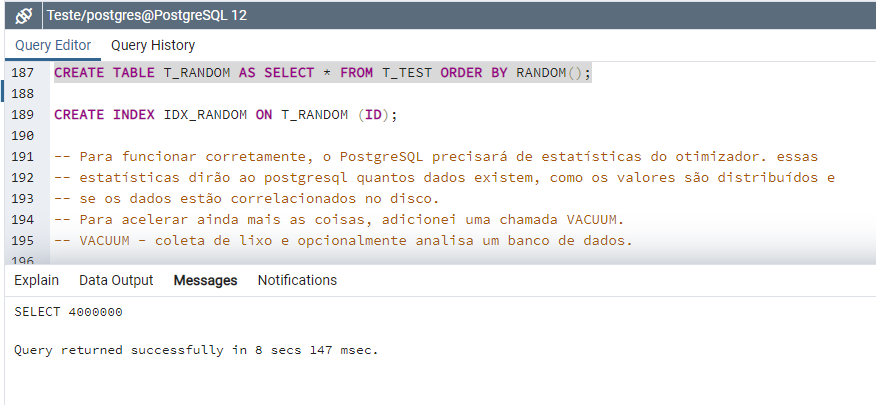 Teste/postgres@PostgreSQL 12
Query Editor Query History
187 CREATE TABLE T_RANDOM AS SELECT * FROM T_TEST ORDER BY RANDOM();
188
189 CREATE INDEX IDX_RANDOM ON T_RANDOM (ID);
190
191 -- Para funcionar corretamente, o PostgreSQL precisará de estatísticas do otimizador. essas
192 -- estatísticas dirão ao postgresql quantos dados existem, como os valores são distribuídos e
193 -- se os dados estão correlacionados no disco.
194 -- Para acelerar ainda mais as coisas, adicionei uma chamada VACUUM.
195 -- VACUUM - coleta de lixo e opcionalmente analisa um banco de dados.
196
Explain Data Output Messages Notifications
SELECT 4000000
Query returned successfully in 8 secs 147 msec.